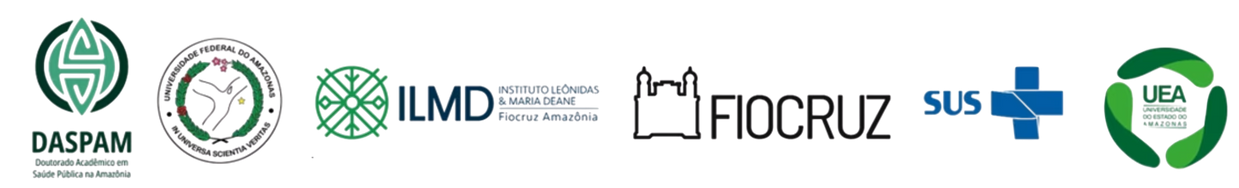 DASPAM
Doutorado Acadêmico em
Saúde Pública na Amazônia
UNIVERSIDADE FEDERAL DO AMAZONAS
IN UNIVERSA SCIENTIA VERITAS
ILMD
INSTITUTO LEÔNIDAS
& MARIA DEANE
Fiocruz Amazônia
FIOCRUZ
SUS
UEA
UNIVERSIDADE
DO ESTADO DO
AMAZONAS